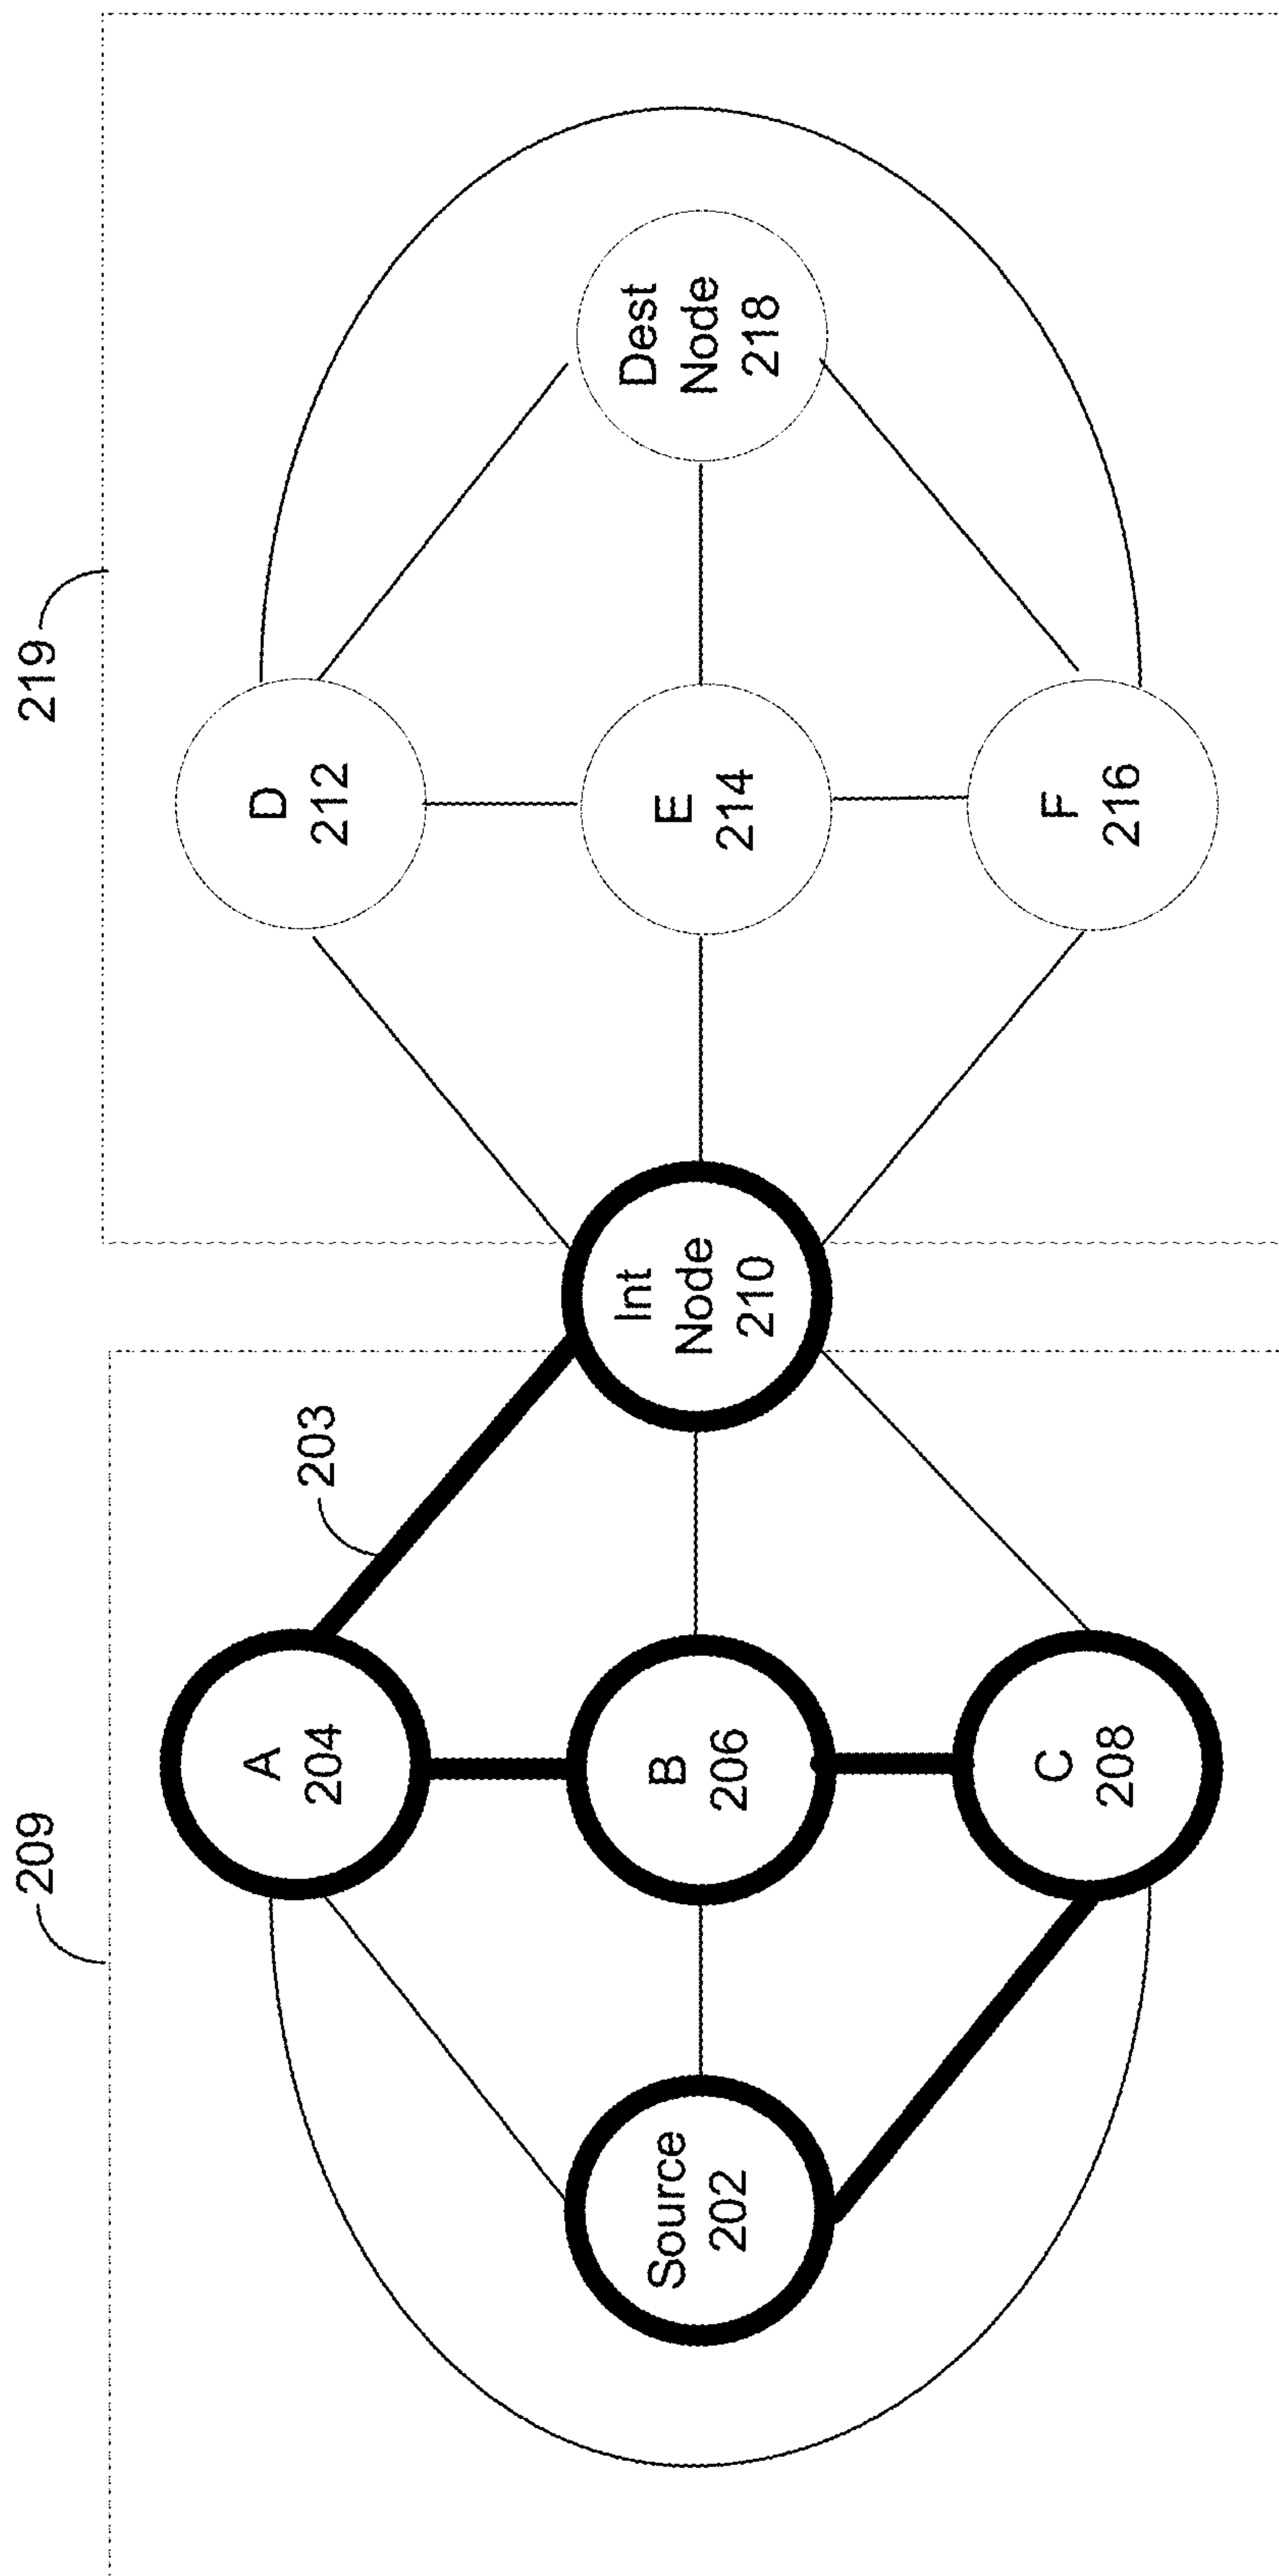 209
219
A
204
203
D
212
Source
202
B
206
Int
Node
210
E
214
Dest
Node
218
C
208
F
216